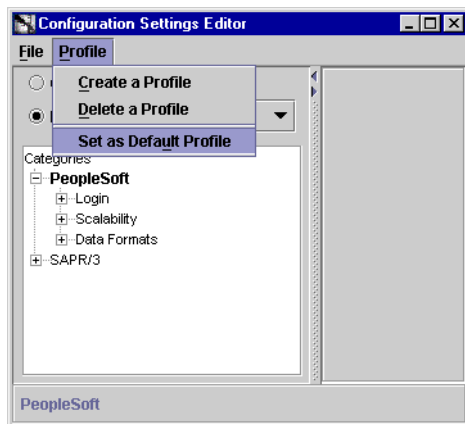 Configuration Settings Editor
File Profile
Create a Profile
Delete a Profile
Set as Default Profile
Categories
PeopleSoft
Login
Scalability
Data Formats
SAPR/3
PeopleSoft